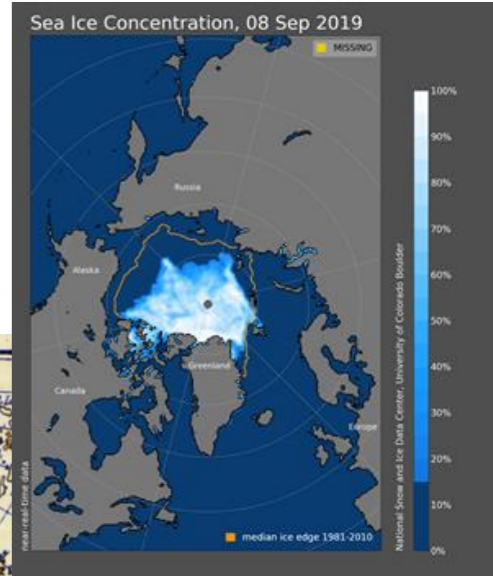 Sea Ice Concentration, 08 Sep 2019
MISSING
100%
90%
80%
70%
60%
50%
40%
30%
20%
10%
0%
Russia
Alaska
Greenland
Canada
Europe
near-real-time data
median ice edge 1981-2010
National Snow and Ice Data Center, University of Colorado Boulder